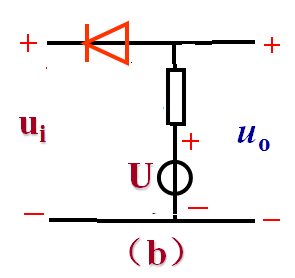 + +
uᵢ + uₒ
U
− − −
（b）